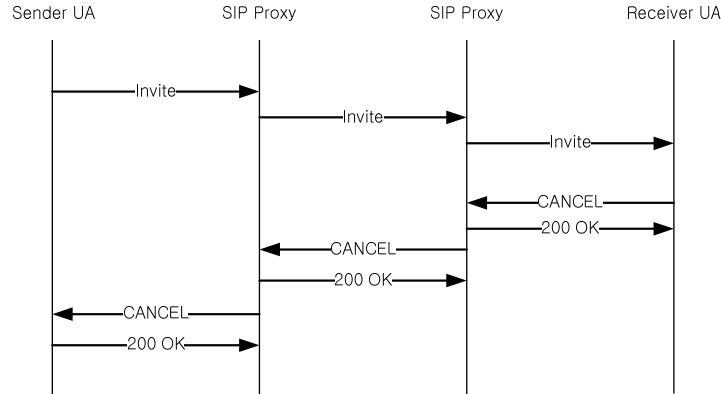 Sender UA SIP Proxy SIP Proxy Receiver UA
Invite
Invite
Invite
CANCEL
200 OK
CANCEL
200 OK
CANCEL
200 OK